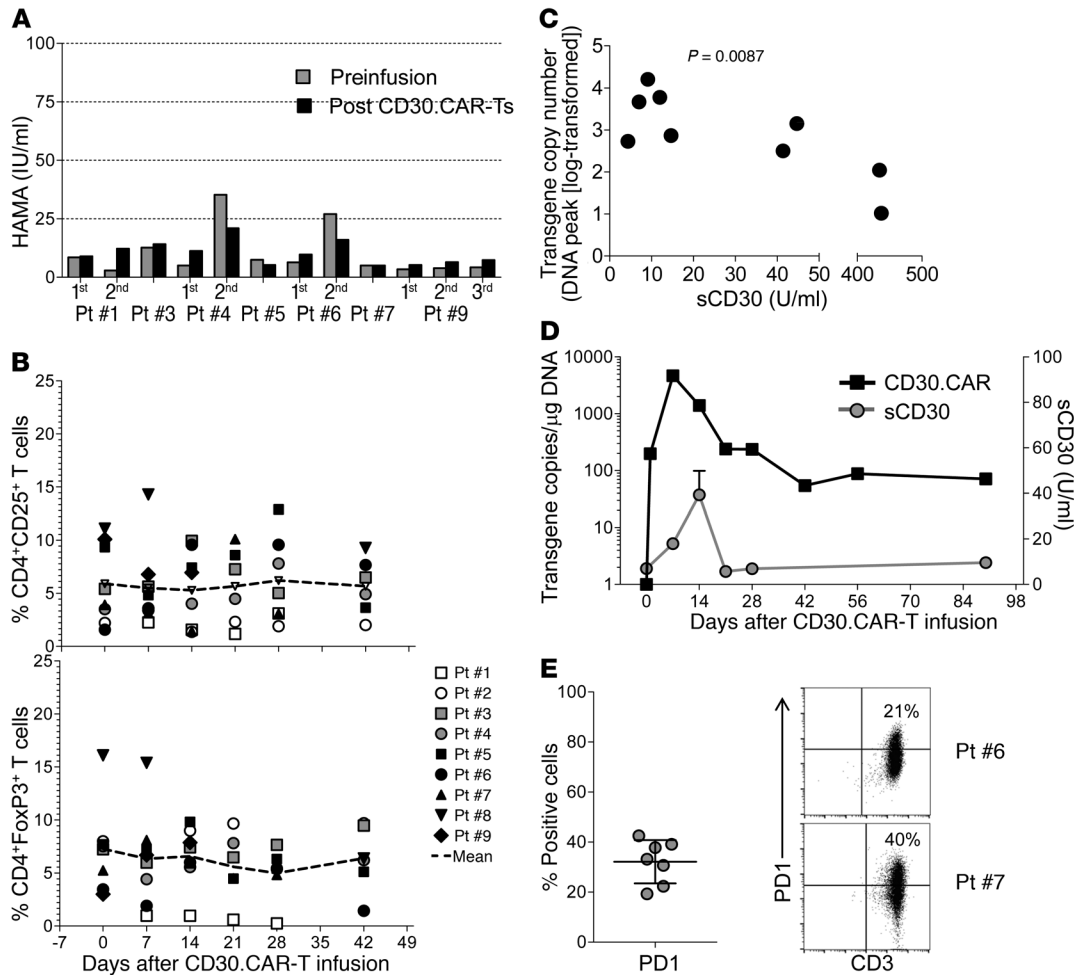 A
HAMA (IU/ml)
100
75
50
25
0
Preinfusion
Post CD30.CAR-Ts
1st 2nd 1st 2nd 1st 2nd 1st 2nd 3rd
Pt #1 Pt #3 Pt #4 Pt #5 Pt #6 Pt #7 Pt #9
B
% CD4+CD25+ T cells
25
20
15
10
5
0
% CD4+FoxP3+ T cells
25
20
15
10
5
0
-7 0 7 14 21 28 35 42 49
Days after CD30.CAR-T infusion
Pt #1
Pt #2
Pt #3
Pt #4
Pt #5
Pt #6
Pt #7
Pt #8
Pt #9
Mean
C
Transgene copy number
(DNA peak [log-transformed])
5
4
3
2
1
0
P = 0.0087
0 10 20 30 40 50 400 500
sCD30 (U/ml)
D
Transgene copies/µg DNA
10000
1000
100
10
1
CD30.CAR
sCD30
100
80
60
40
20
0
sCD30 (U/ml)
0 14 28 42 56 70 84 98
Days after CD30.CAR-T infusion
E
% Positive cells
100
80
60
40
20
0
PD1
PD1
21%
Pt #6
40%
Pt #7
CD3